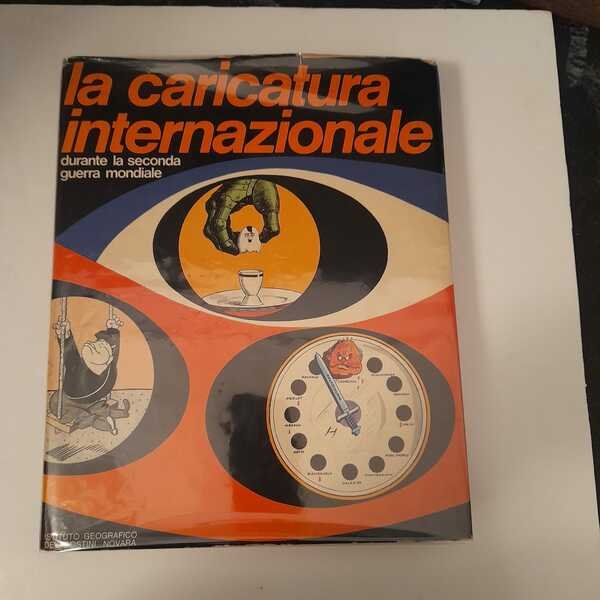 la caricatura
internazionale
durante la seconda
guerra mondiale
ISTITUTO GEOGRAFICO
DE AGOSTINI NOVARA